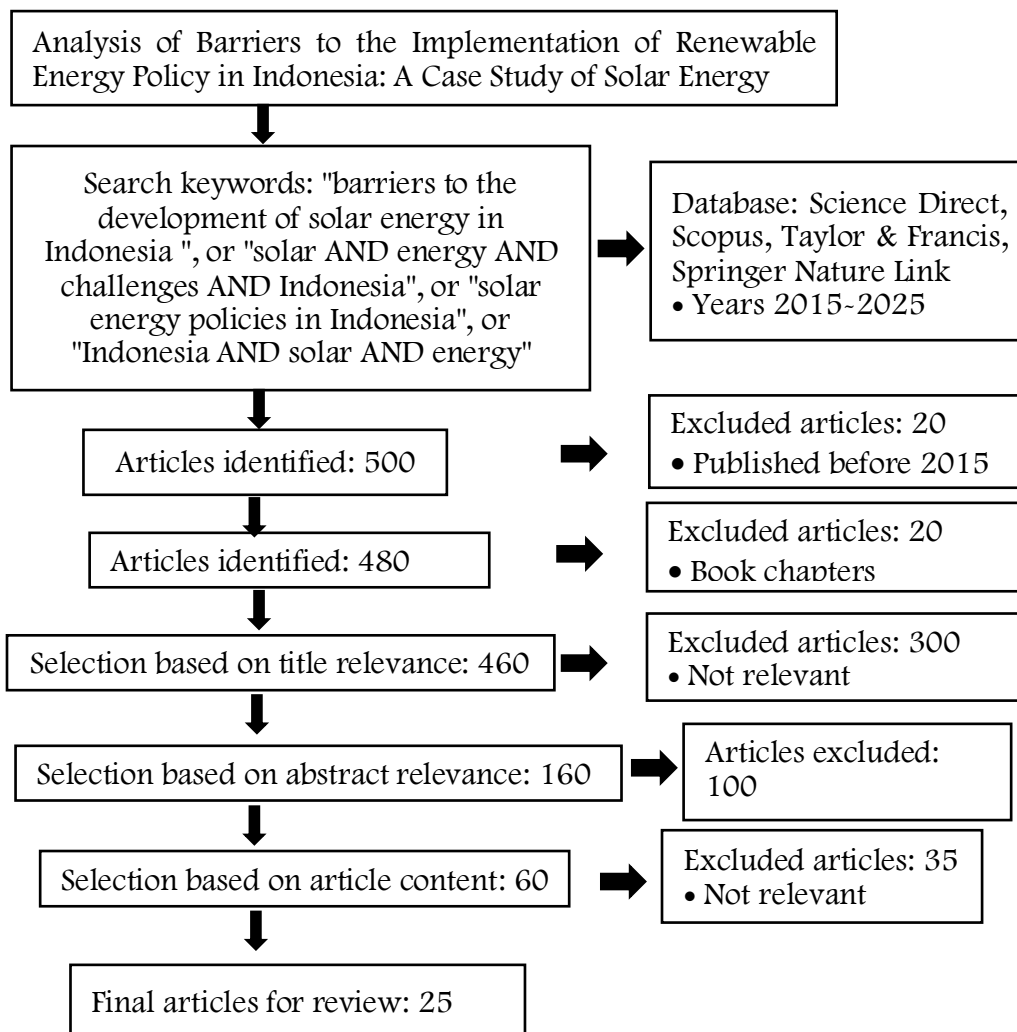 Analysis of Barriers to the Implementation of Renewable
Energy Policy in Indonesia: A Case Study of Solar Energy
Search keywords: "barriers to the
development of solar energy in
Indonesia ", or "solar AND energy AND
challenges AND Indonesia", or "solar
energy policies in Indonesia", or
"Indonesia AND solar AND energy"
Database: Science Direct,
Scopus, Taylor & Francis,
Springer Nature Link
• Years 2015-2025
Articles identified: 500
Excluded articles: 20
• Published before 2015
Articles identified: 480
Excluded articles: 20
• Book chapters
Selection based on title relevance: 460
Excluded articles: 300
• Not relevant
Selection based on abstract relevance: 160
Articles excluded:
100
Selection based on article content: 60
Excluded articles: 35
• Not relevant
Final articles for review: 25